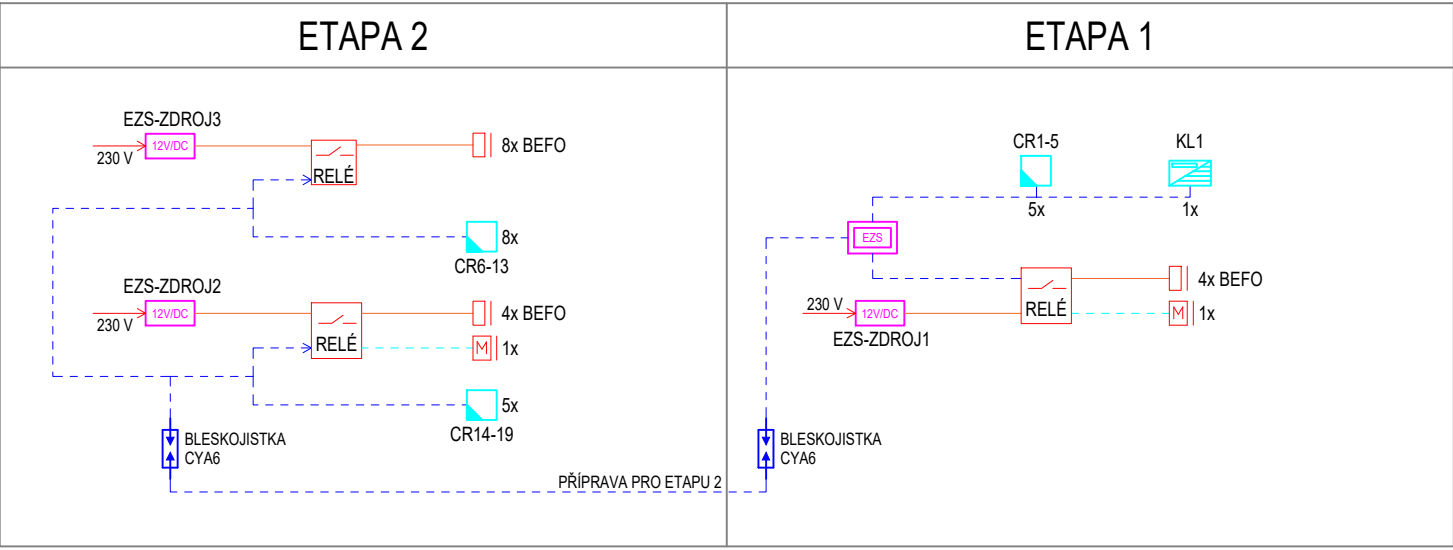 ETAPA 2
ETAPA 1
EZS-ZDROJ3
230 V
12V/DC
RELÉ
8x BEFO
8x
CR6-13
EZS-ZDROJ2
230 V
12V/DC
RELÉ
4x BEFO
M
1x
5x
CR14-19
BLESKOJISTKA
CYA6
PŘÍPRAVA PRO ETAPU 2
CR1-5
KL1
5x
1x
EZS
RELÉ
4x BEFO
230 V
12V/DC
M
1x
EZS-ZDROJ1
BLESKOJISTKA
CYA6